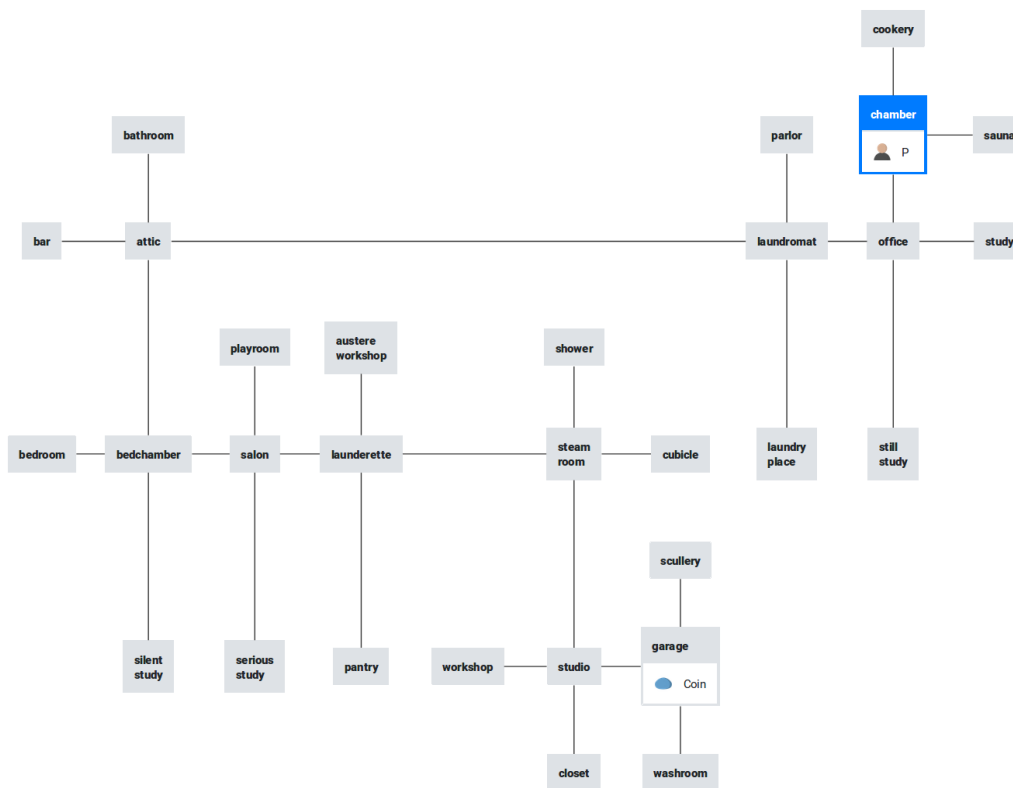 cookery
chamber
P
bathroom
parlor
sauna
bar
attic
laundromat
office
study
playroom
austere
workshop
shower
bedroom
bedchamber
salon
launderette
steam
room
cubicle
laundry
place
still
study
scullery
garage
Coin
silent
study
serious
study
pantry
workshop
studio
closet
washroom